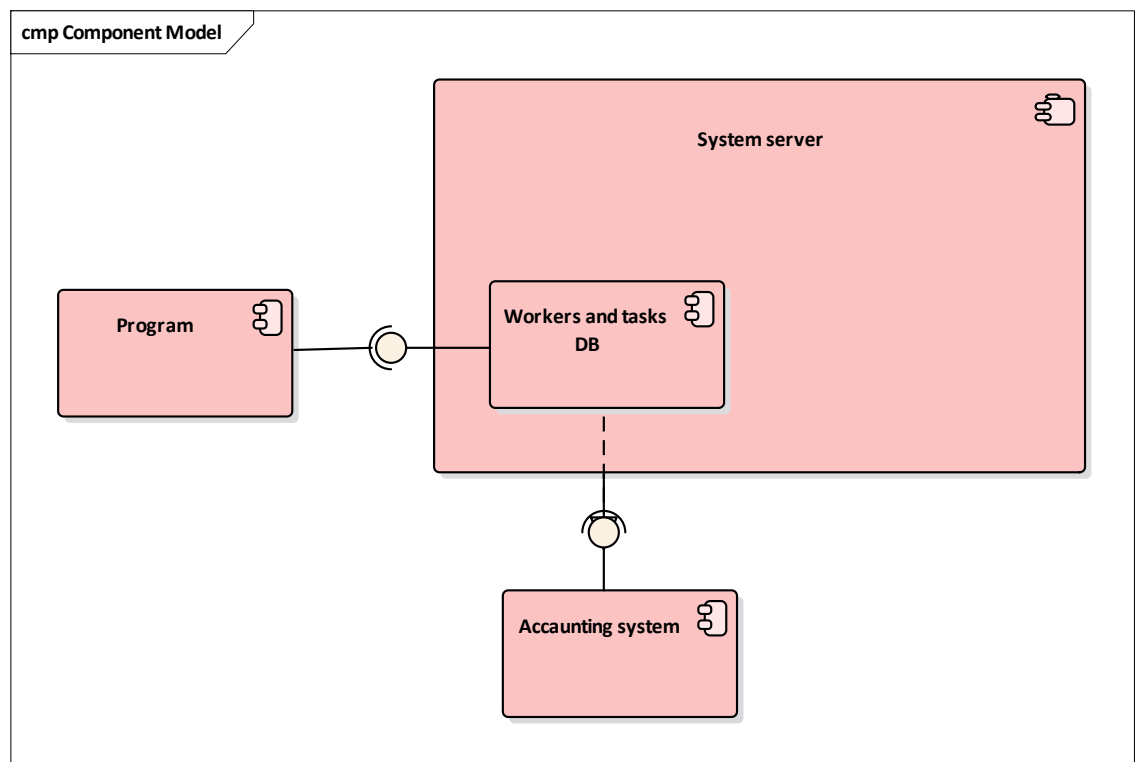 cmp Component Model
System server
Program
Workers and tasks
DB
Accaunting system